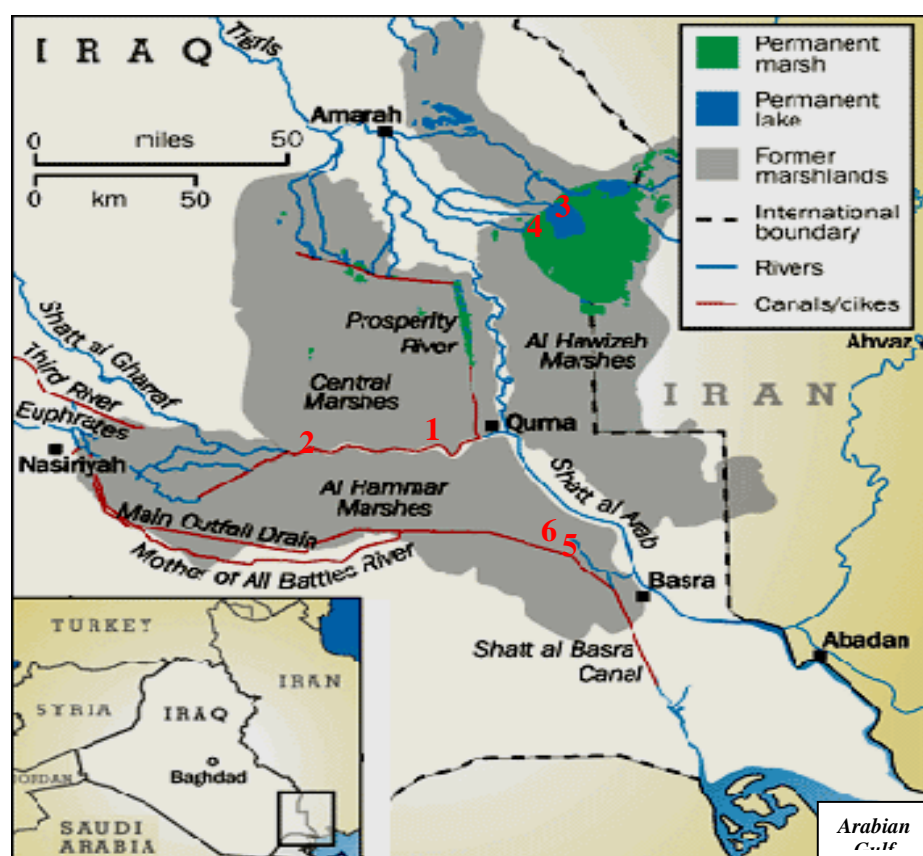 IRAQ
Tigris
Amarah
0 miles 50
0 km 50
Permanent
marsh
Permanent
lake
Former
marshlands
International
boundary
Rivers
Canals/cikes
3
4
Prosperity
River
Al Hawizeh
Marshes
Ahvaz
IRAN
Shatt al Gharraf
Third River
Euphrates
Nasiriyah
Central
Marshes
1
2
Qurna
Al Hammar
Marshes
Shatt al Arab
Main Outfall Drain
Mother of All Battles River
6
5
Basra
Shatt al Basra
Canal
Abadan
TURKEY
SYRIA
IRAQ
IRAN
Baghdad
JORDAN
SAUDI
ARABIA
Arabian
Gulf